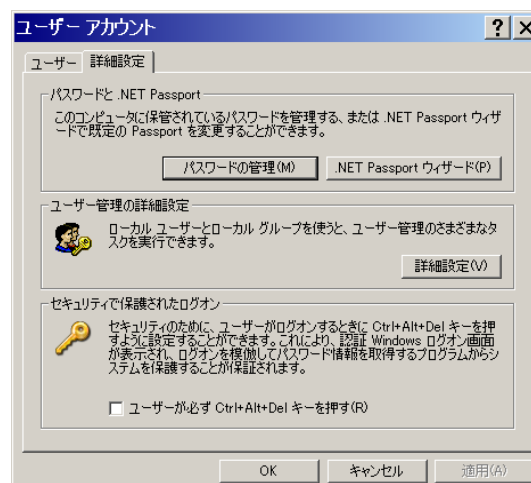 ユーザー アカウント
ユーザー 詳細設定
パスワードと .NET Passport
このコンピュータに保管されているパスワードを管理する、または .NET Passport ウィザ
ードで既定の Passport を変更することができます。
パスワードの管理(M) .NET Passport ウィザード(P)
ユーザー管理の詳細設定
ローカル ユーザーとローカル グループを使うと、ユーザー管理のさまざまなタ
スクを実行できます。
詳細設定(V)
セキュリティで保護されたログオン
セキュリティのために、ユーザーがログオンするときに Ctrl+Alt+Del キーを押
すように設定することができます。これにより、認証 Windows ログオン画面
が表示され、ログオンを模倣してパスワード情報を取得するプログラムからシ
ステムを保護することが保証されます。
ユーザーが必ず Ctrl+Alt+Del キーを押す(R)
OK キャンセル 適用(A)